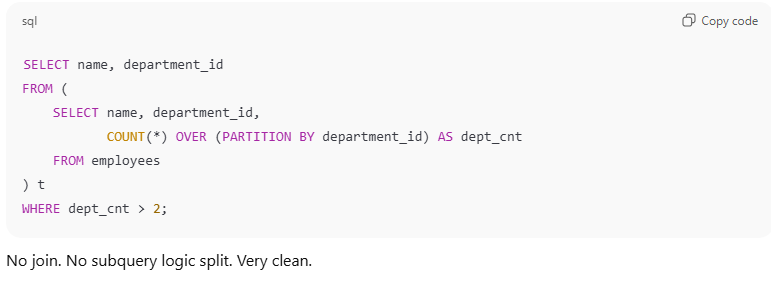 sql
Copy code
SELECT name, department_id
FROM (
    SELECT name, department_id,
           COUNT(*) OVER (PARTITION BY department_id) AS dept_cnt
    FROM employees
) t
WHERE dept_cnt > 2;
No join. No subquery logic split. Very clean.